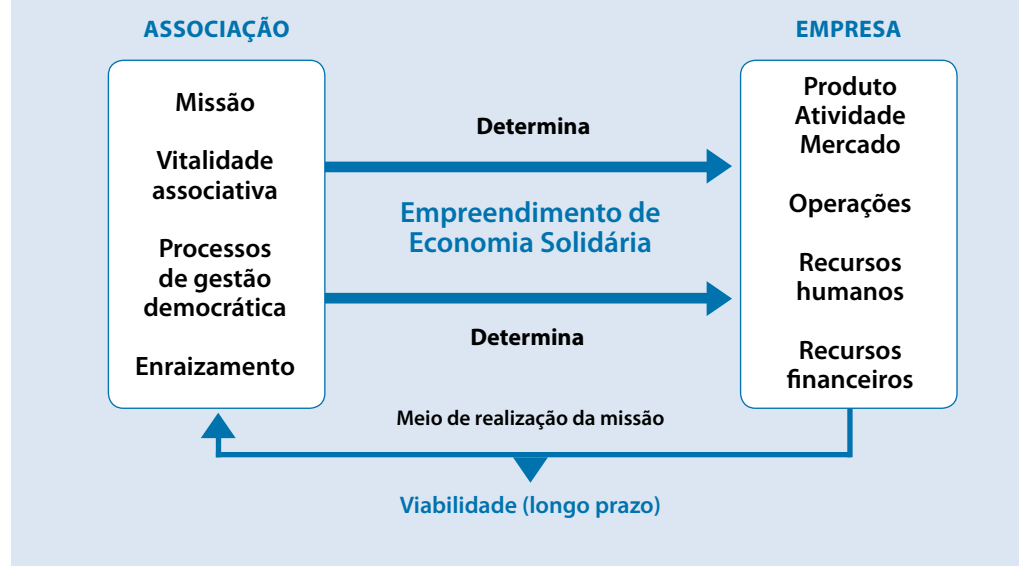 ASSOCIAÇÃO
Missão
Vitalidade
associativa
Processos
de gestão
democrática
Enraizamento
Determina
Empreendimento de
Economia Solidária
Determina
EMPRESA
Produto
Atividade
Mercado
Operações
Recursos
humanos
Recursos
financeiros
Meio de realização da missão
Viabilidade (longo prazo)